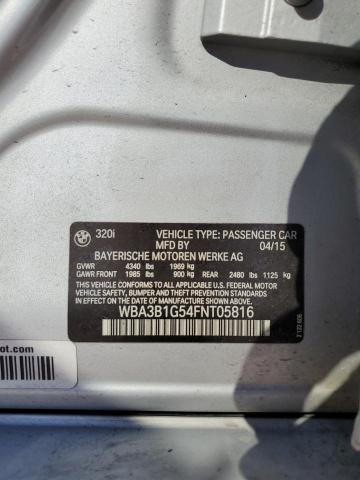 320i VEHICLE TYPE: PASSENGER CAR
MFD BY 04/15
BAYERISCHE MOTOREN WERKE AG
GVWR 4340 lbs 1969 kg
GAWR FRONT 1985 lbs 900 kg REAR 2480 lbs 1125 kg
THIS VEHICLE CONFORMS TO ALL APPLICABLE
U.S. FEDERAL MOTOR VEHICLE SAFETY, BUMPER,
AND THEFT PREVENTION STANDARDS IN EFFECT
ON THE DATE OF MANUFACTURE SHOWN ABOVE.
WBA3B1G54FNT05816
ot.com